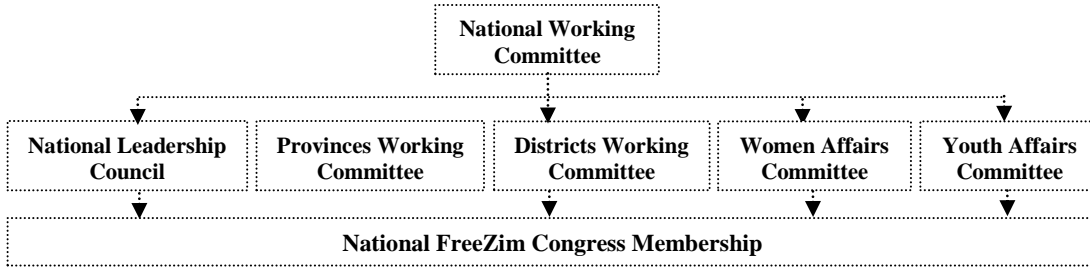 National Working
Committee
National Leadership
Council
Provinces Working
Committee
Districts Working
Committee
Women Affairs
Committee
Youth Affairs
Committee
National FreeZim Congress Membership